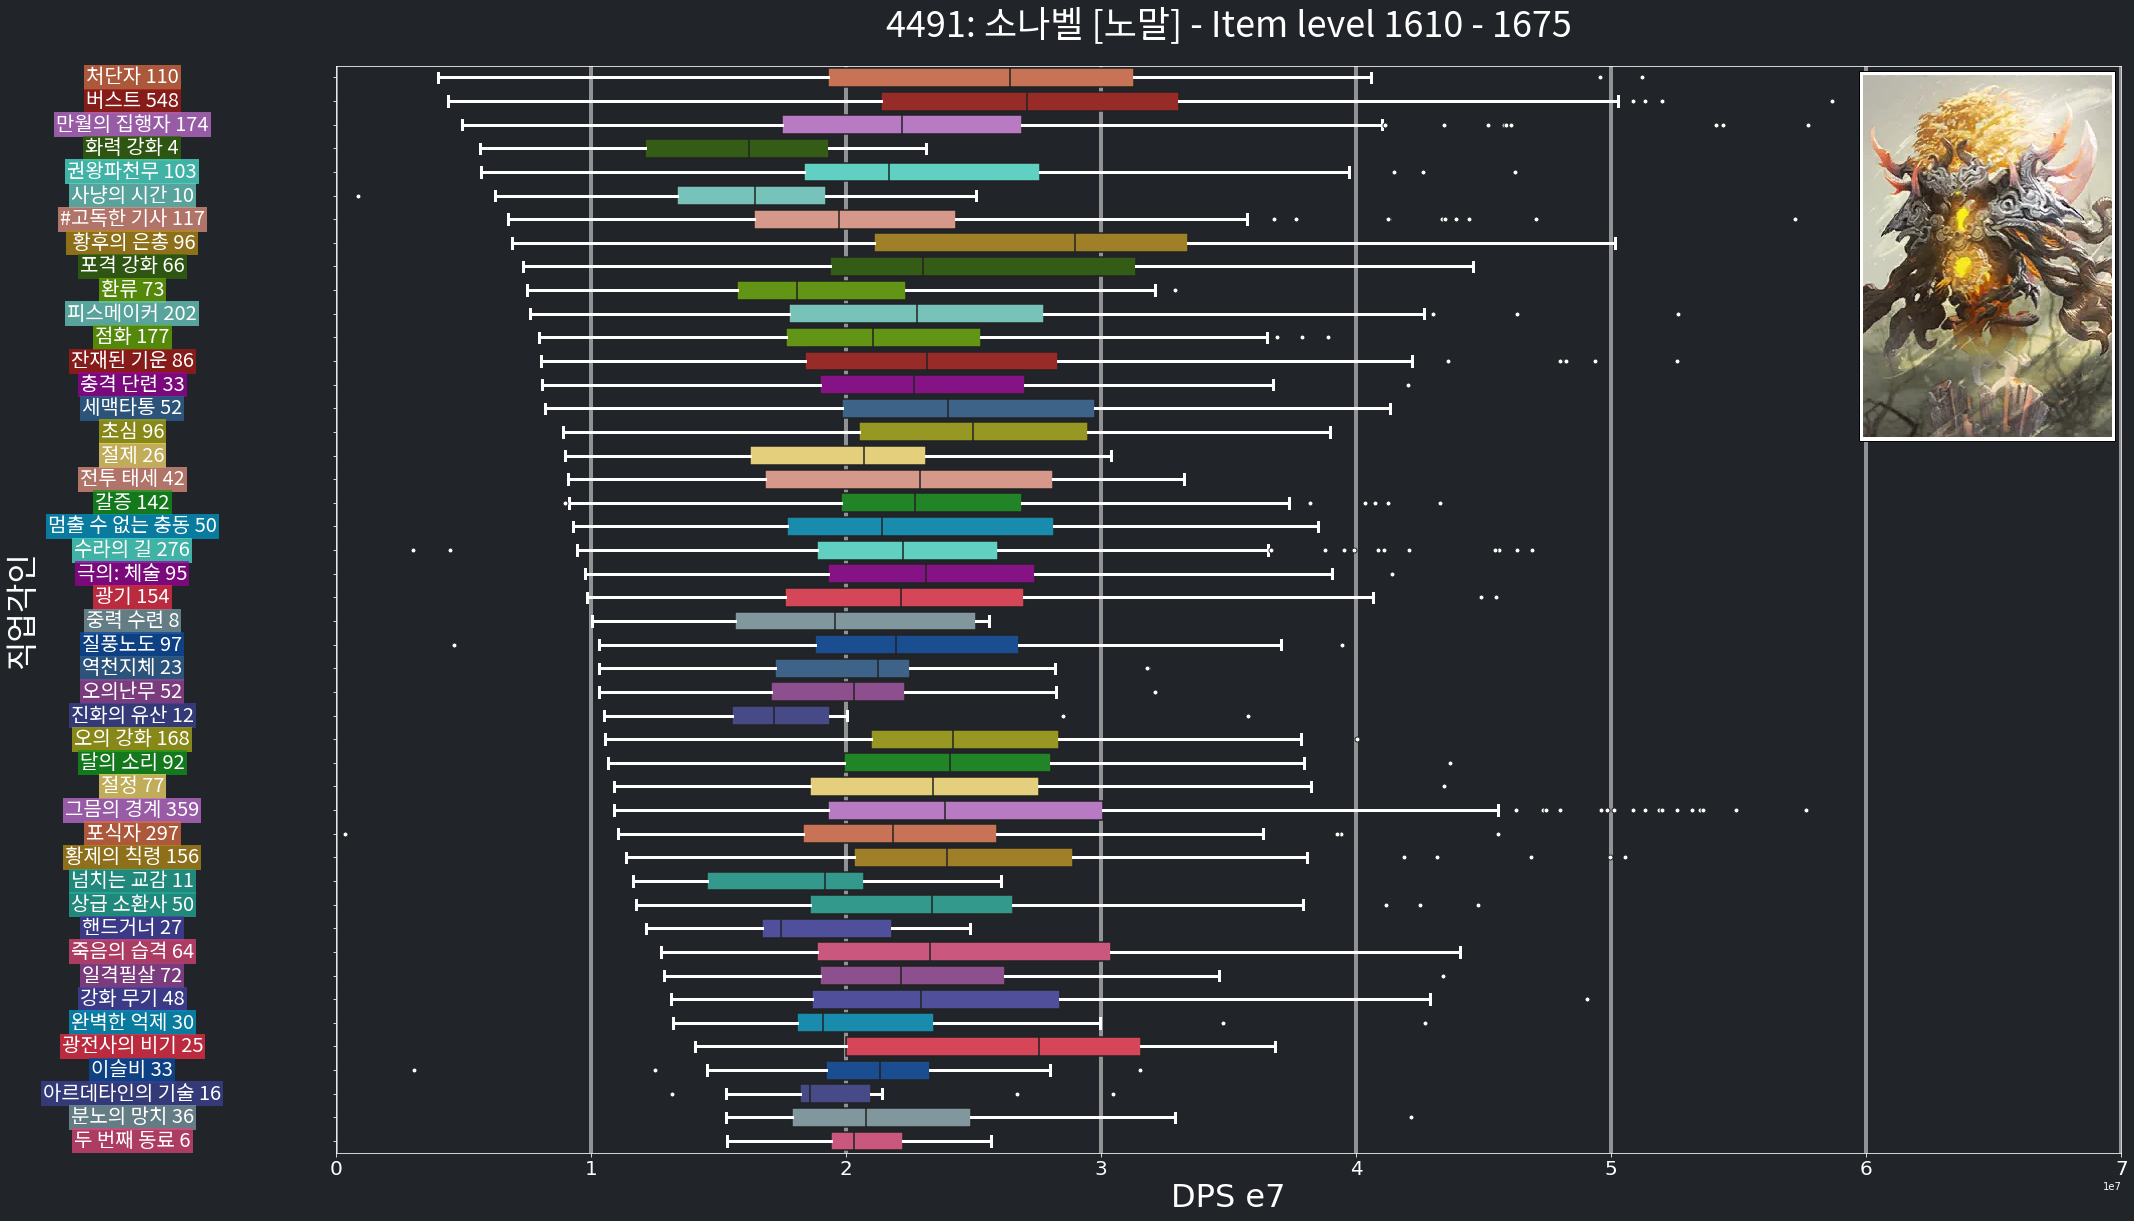 4491: 소나벨 [노말] - Item level 1610 - 1675
처단자 110
버스트 548
만월의 집행자 174
화력 강화 4
권왕파천무 103
사냥의 시간 10
#고독한 기사 117
황후의 은총 96
포격 강화 66
환류 73
피스메이커 202
점화 177
잔재된 기운 86
충격 단련 33
세맥타통 52
초심 96
절제 26
전투 태세 42
갈증 142
멈출 수 없는 충동 50
수라의 길 276
극의: 체술 95
광기 154
중력 수련 8
질풍노도 97
역천지체 23
오의난무 52
진화의 유산 12
오의 강화 168
달의 소리 92
절정 77
그믐의 경계 359
포식자 297
황제의 칙령 156
넘치는 교감 11
상급 소환사 50
핸드거너 27
죽음의 습격 64
일격필살 72
강화 무기 48
완벽한 억제 30
광전사의 비기 25
이슬비 33
아르데타인의 기술 16
분노의 망치 36
두 번째 동료 6
직업각인
0 1 2 3 4 5 6 7
1e7
DPS e7